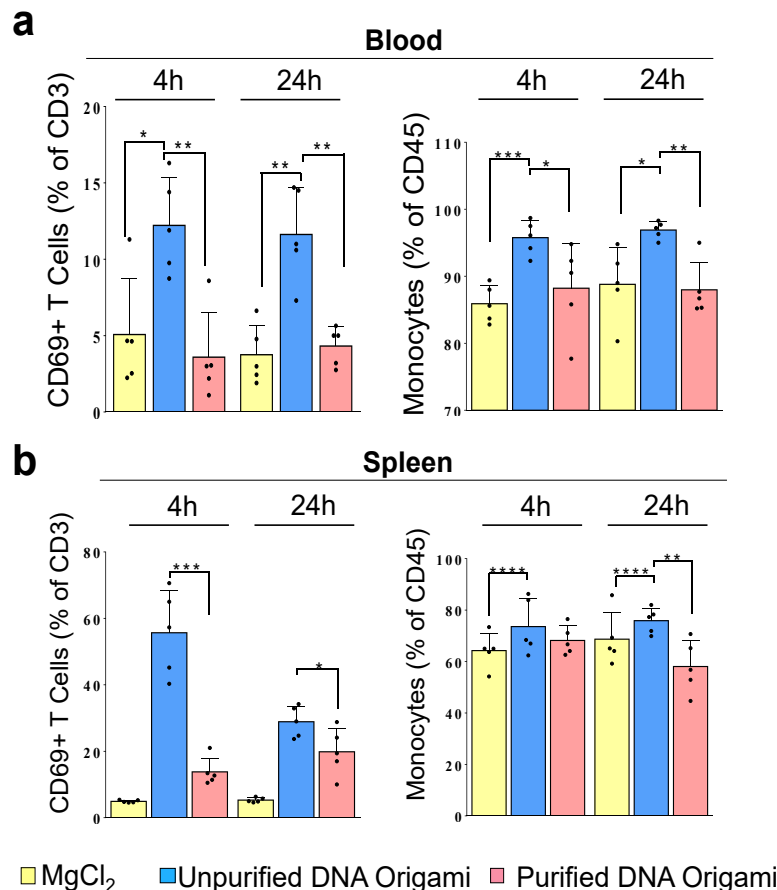 a
Blood
4h 24h 4h 24h
CD69+ T Cells (% of CD3)
20
15
10
5
0
* ** ** **
Monocytes (% of CD45)
110
100
90
80
70
*** * * **
b
Spleen
4h 24h 4h 24h
CD69+ T Cells (% of CD3)
80
60
40
20
0
*** *
Monocytes (% of CD45)
100
80
60
40
20
0
**** **** **
MgCl₂ Unpurified DNA Origami Purified DNA Origami